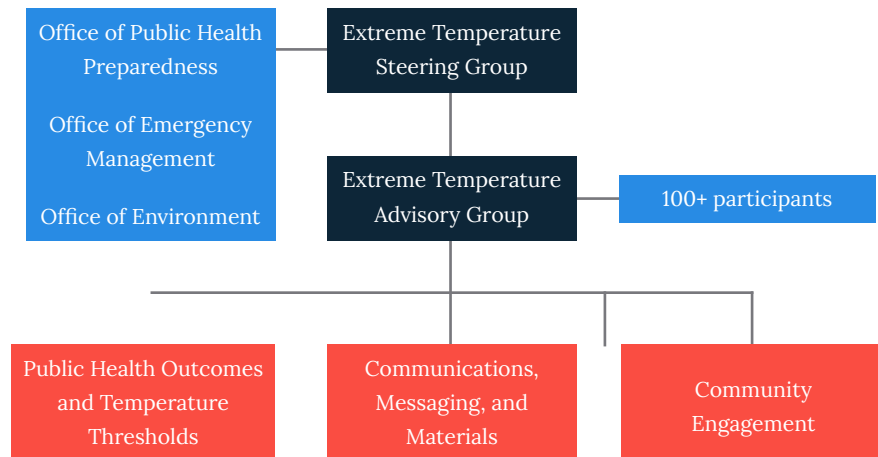 Office of Public Health
Preparedness
Office of Emergency
Management
Office of Environment
Extreme Temperature
Steering Group
Extreme Temperature
Advisory Group
100+ participants
Public Health Outcomes
and Temperature
Thresholds
Communications,
Messaging, and
Materials
Community
Engagement